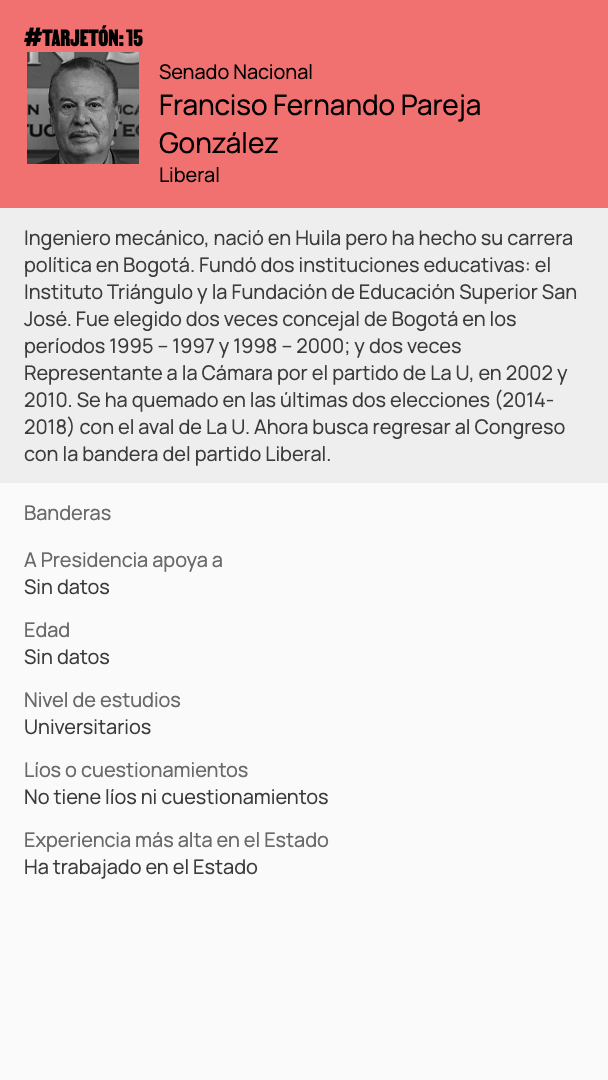 #TARJETÓN: 15
Senado Nacional
Franciso Fernando Pareja
González
Liberal
Ingeniero mecánico, nació en Huila pero ha hecho su carrera
política en Bogotá. Fundó dos instituciones educativas: el
Instituto Triángulo y la Fundación de Educación Superior San
José. Fue elegido dos veces concejal de Bogotá en los
períodos 1995 – 1997 y 1998 – 2000; y dos veces
Representante a la Cámara por el partido de La U, en 2002 y
2010. Se ha quemado en las últimas dos elecciones (2014-
2018) con el aval de La U. Ahora busca regresar al Congreso
con la bandera del partido Liberal.
Banderas
A Presidencia apoya a
Sin datos
Edad
Sin datos
Nivel de estudios
Universitarios
Líos o cuestionamientos
No tiene líos ni cuestionamientos
Experiencia más alta en el Estado
Ha trabajado en el Estado